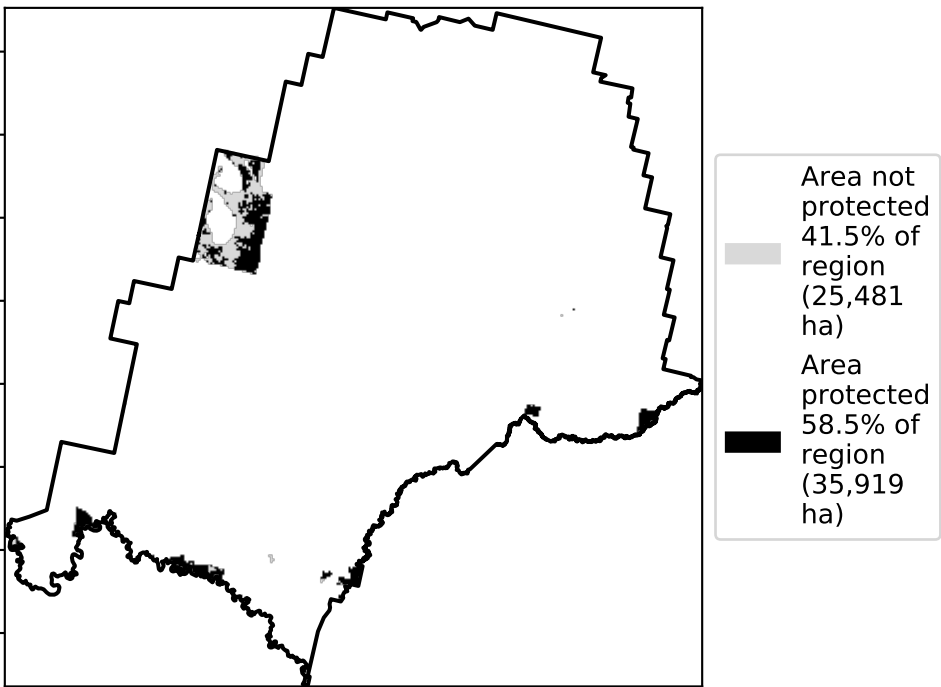 Area not
protected
41.5% of
region
(25,481
ha)
Area
protected
58.5% of
region
(35,919
ha)